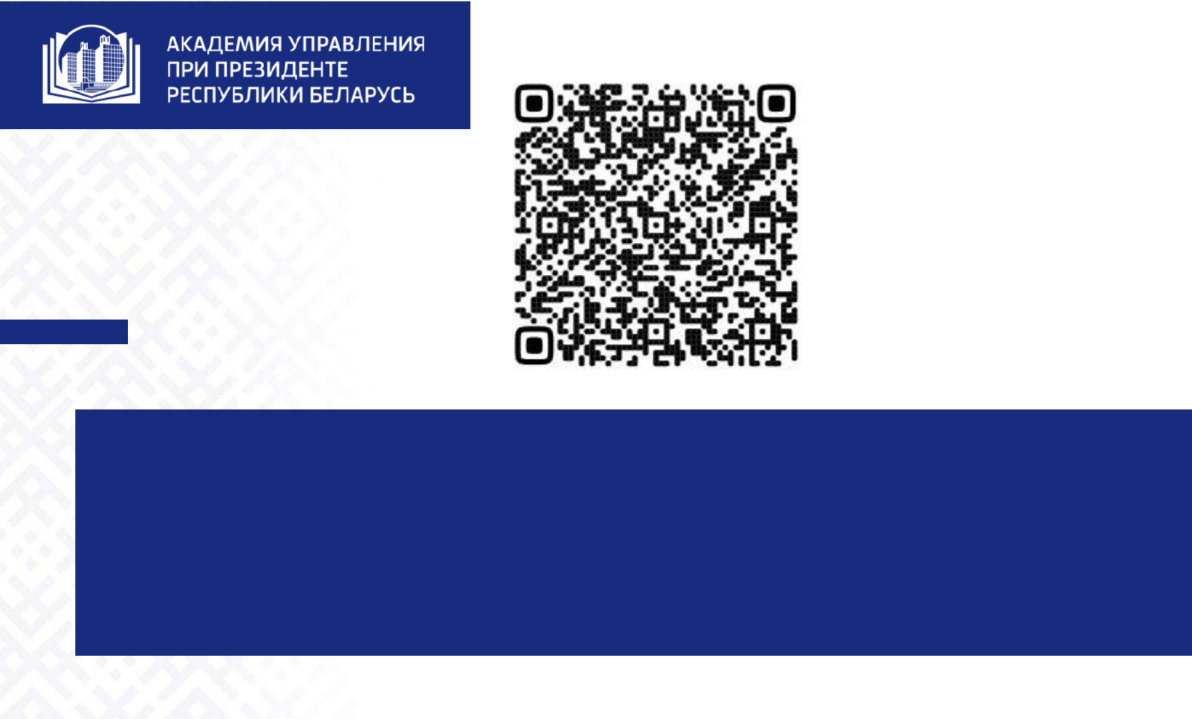 АКАДЕМИЯ УПРАВЛЕНИЯ
ПРИ ПРЕЗИДЕНТЕ
РЕСПУБЛИКИ БЕЛАРУСЬ